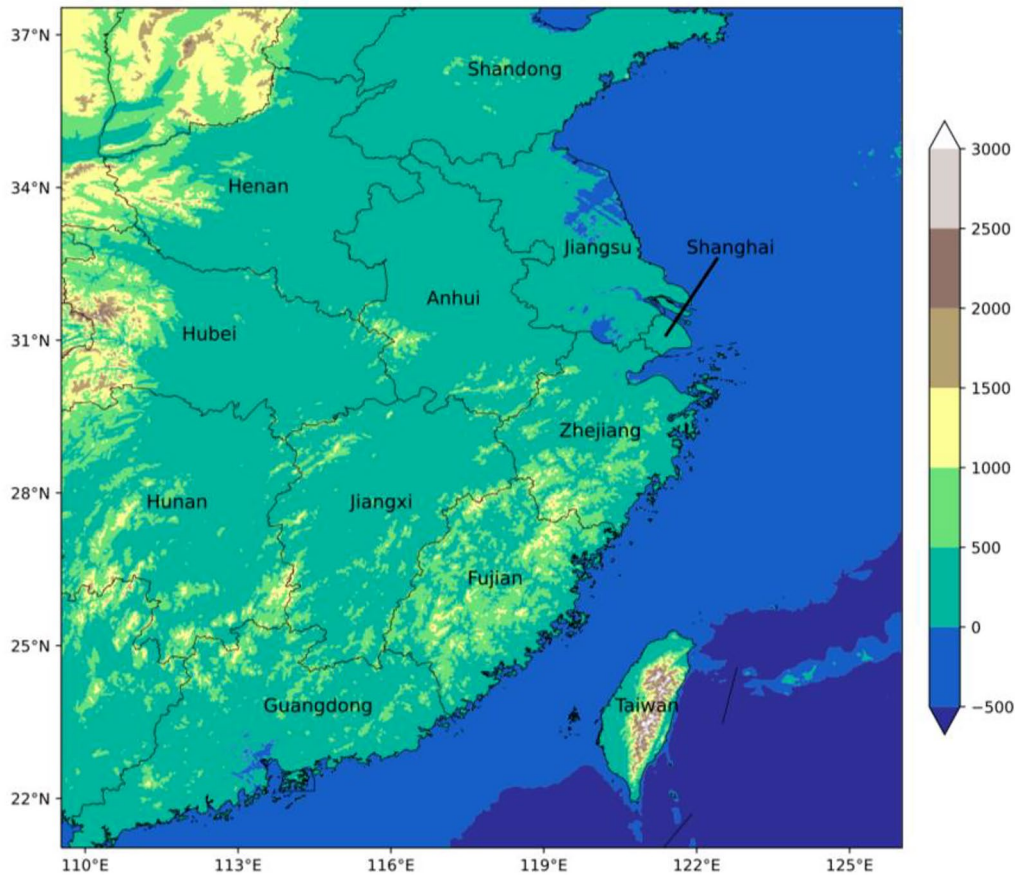 37°N
34°N
31°N
28°N
25°N
22°N
110°E
113°E
116°E
119°E
122°E
125°E
Shandong
Henan
Jiangsu
Shanghai
Anhui
Hubei
Zhejiang
Hunan
Jiangxi
Fujian
Guangdong
Taiwan
3000
2500
2000
1500
1000
500
0
−500